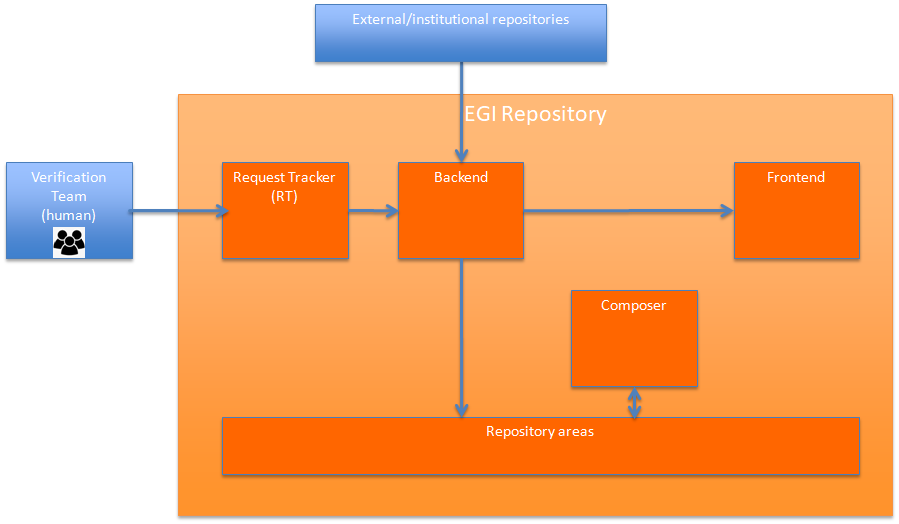 External/institutional repositories
EGI Repository
Verification
Team
(human)
Request Tracker
(RT)
Backend
Frontend
Composer
Repository areas